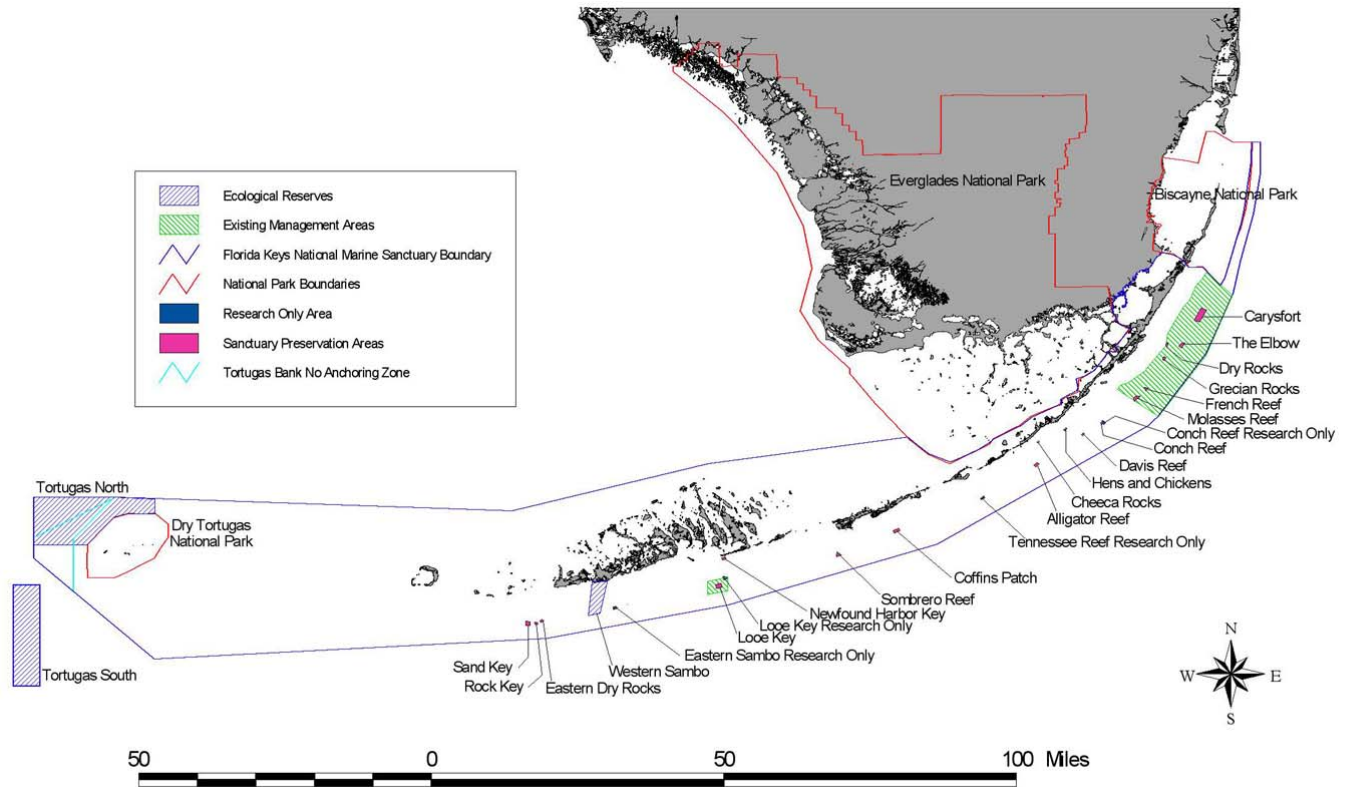 Everglades National Park
Biscayne National Park
Ecological Reserves
Existing Management Areas
Florida Keys National Marine Sanctuary Boundary
National Park Boundaries
Research Only Area
Sanctuary Preservation Areas
Tortugas Bank No Anchoring Zone
Carysfort
The Elbow
Dry Rocks
Grecian Rocks
French Reef
Molasses Reef
Conch Reef Research Only
Conch Reef
Davis Reef
Hens and Chickens
Cheeca Rocks
Alligator Reef
Tennessee Reef Research Only
Coffins Patch
Sombrero Reef
Newfound Harbor Key
Looe Key Research Only
Looe Key
Eastern Sambo Research Only
Western Sambo
Eastern Dry Rocks
Rock Key
Sand Key
Tortugas North
Dry Tortugas
National Park
Tortugas South
N
W E
S
50 0 50 100 Miles